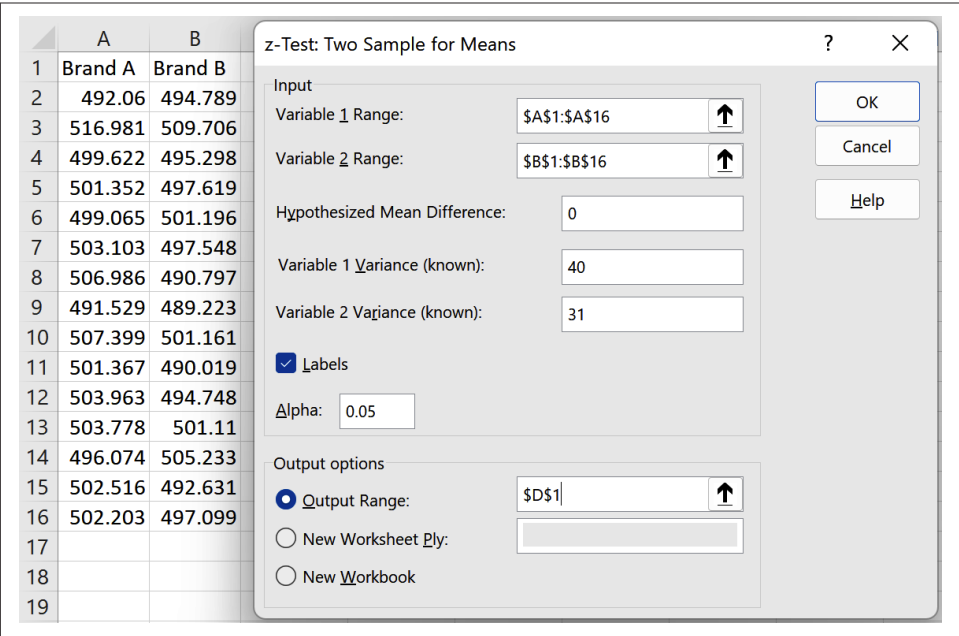 A B
1 Brand A Brand B
2 492.06 494.789
3 516.981 509.706
4 499.622 495.298
5 501.352 497.619
6 499.065 501.196
7 503.103 497.548
8 506.986 490.797
9 491.529 489.223
10 507.399 501.161
11 501.367 490.019
12 503.963 494.748
13 503.778 501.11
14 496.074 505.233
15 502.516 492.631
16 502.203 497.099
17
18
19
z-Test: Two Sample for Means ?
Input
Variable 1 Range: $A$1:$A$16
Variable 2 Range: $B$1:$B$16
Hypothesized Mean Difference: 0
Variable 1 Variance (known): 40
Variable 2 Variance (known): 31
Labels
Alpha: 0.05
Output options
Output Range: $D$1
New Worksheet Ply:
New Workbook
OK
Cancel
Help